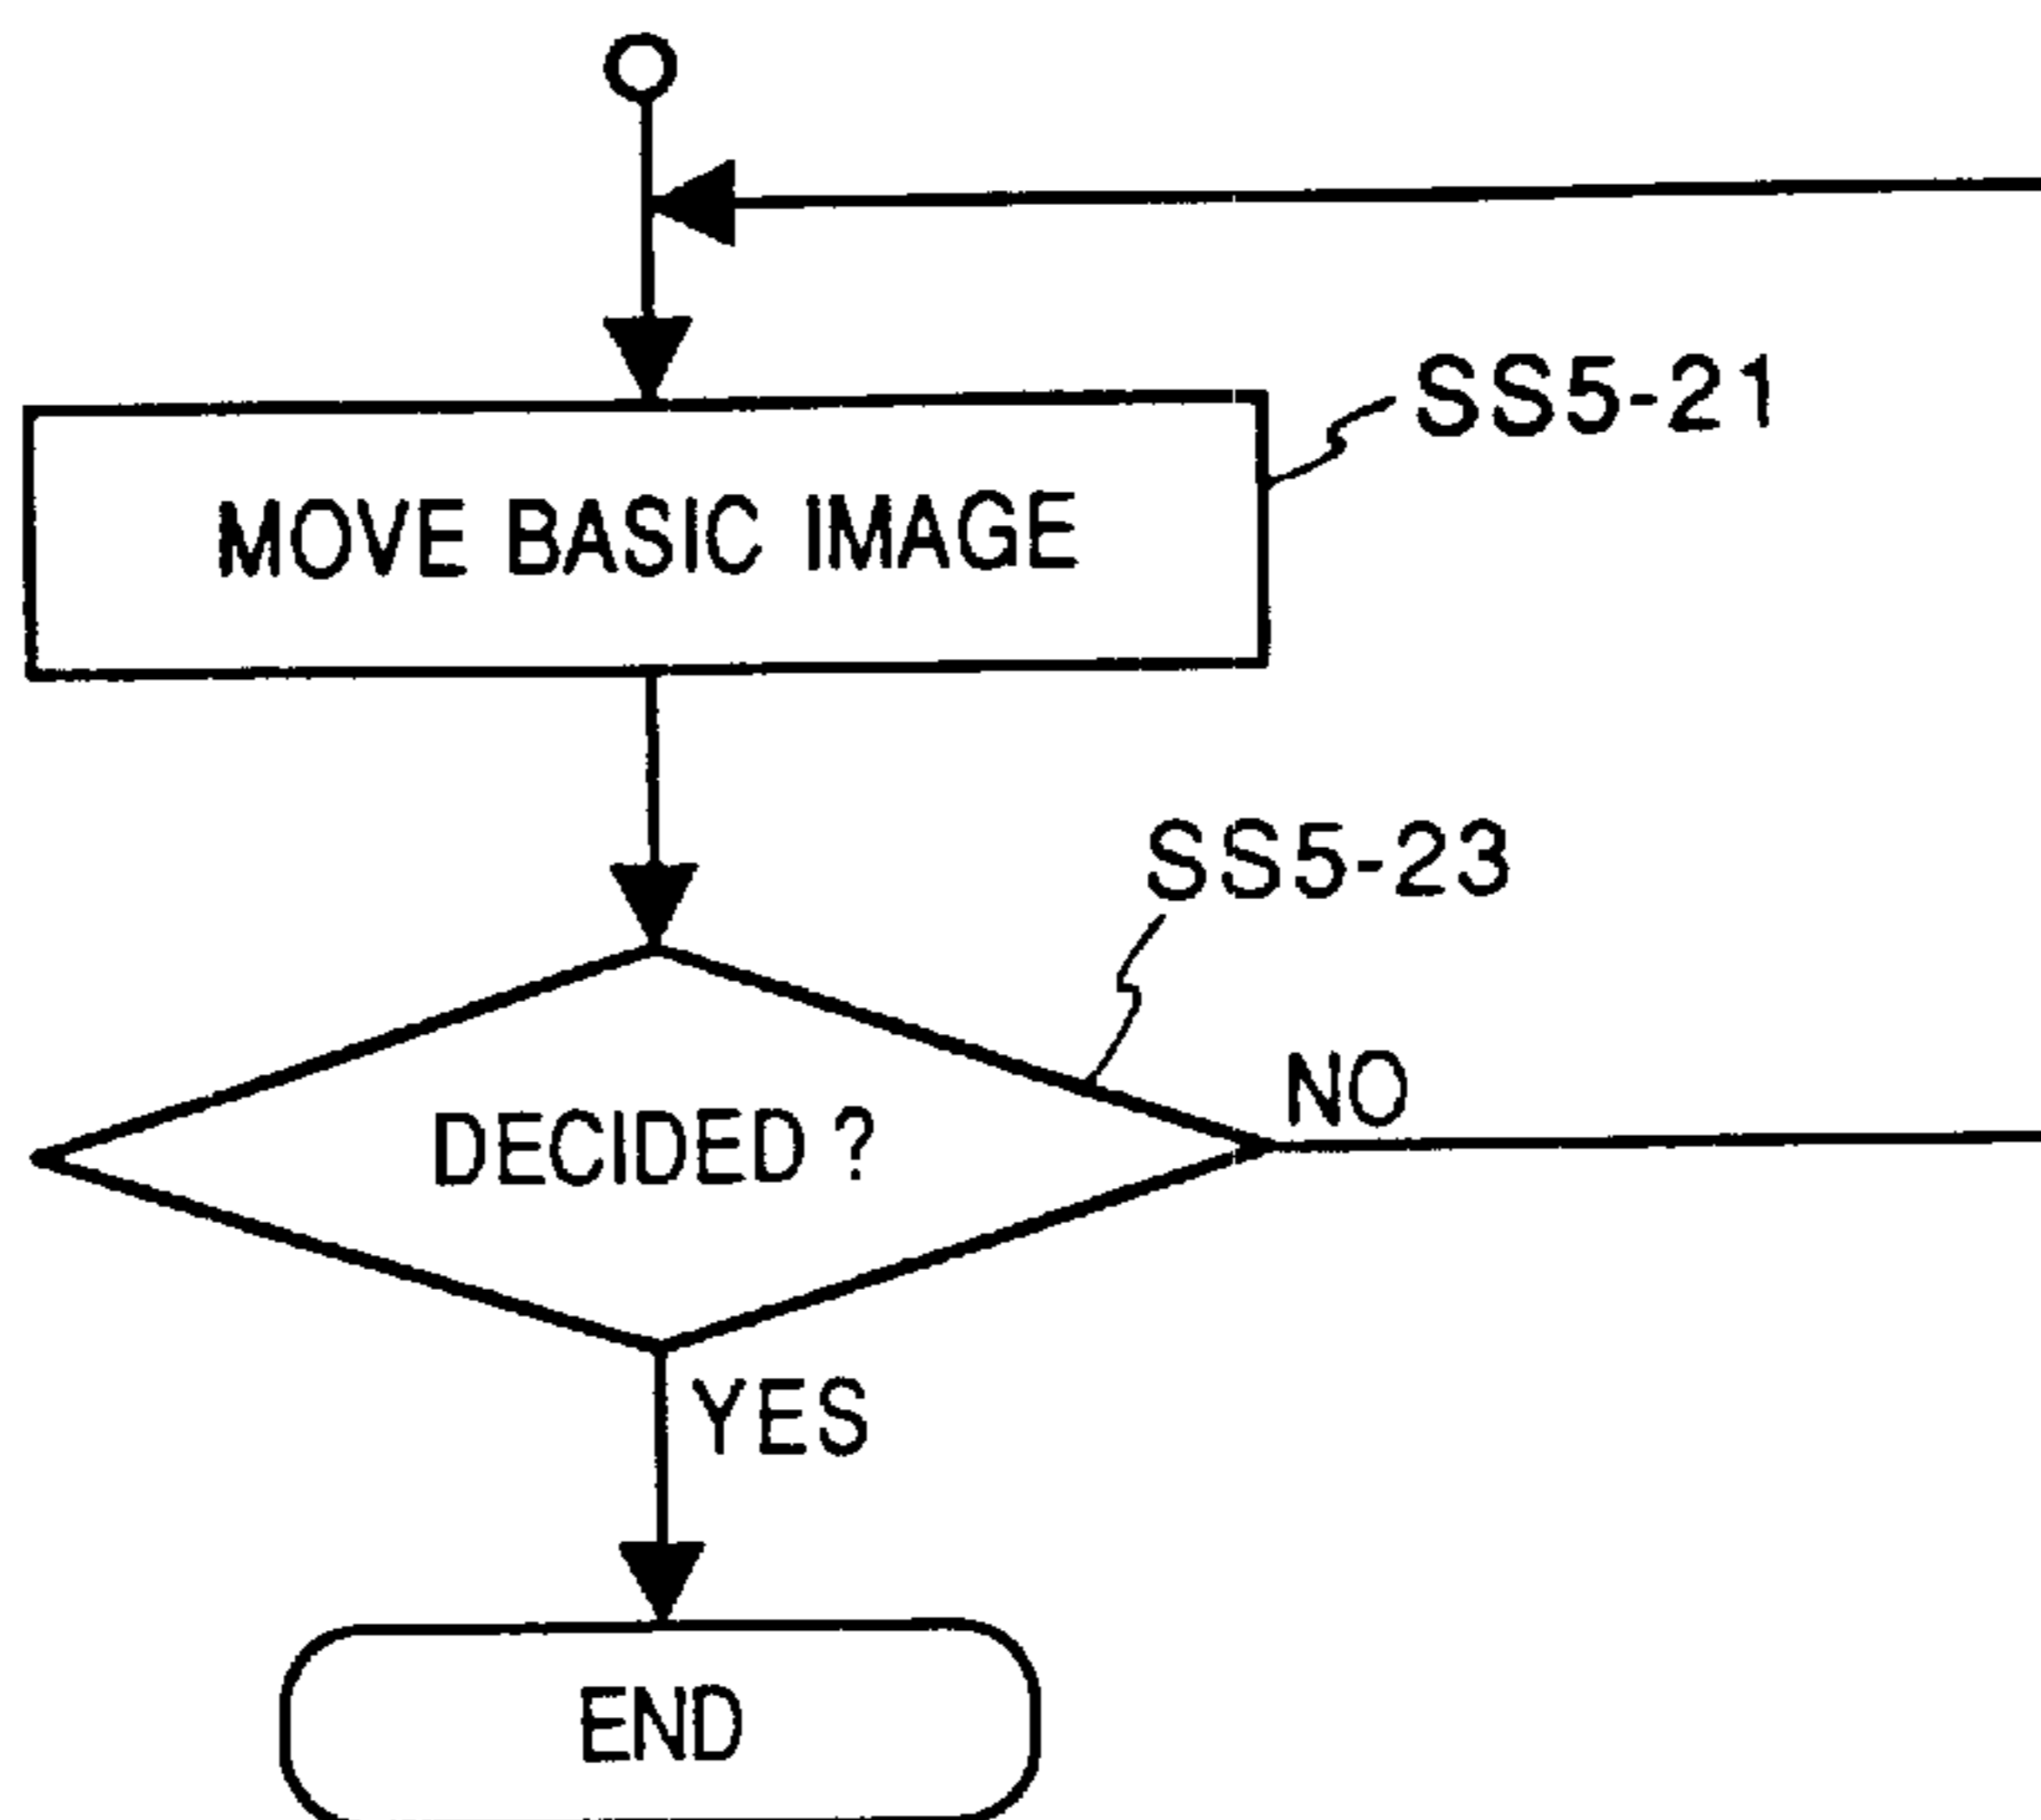 SS5-21
MOVE BASIC IMAGE
SS5-23
NO
DECIDED ?
YES
END